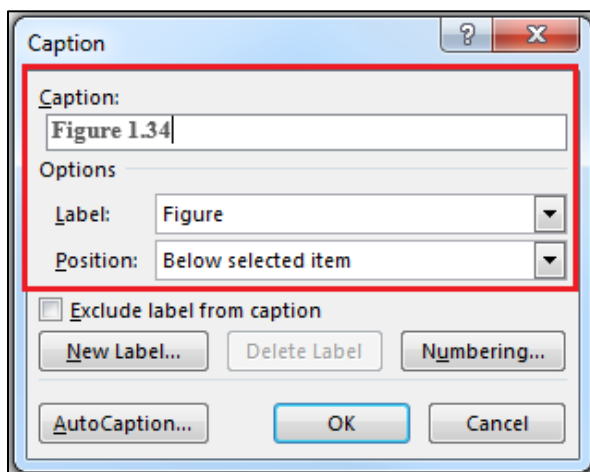 Caption
?
Caption:
Figure 1.34
Options
Label: Figure
Position: Below selected item
Exclude label from caption
New Label... Delete Label Numbering...
AutoCaption... OK Cancel